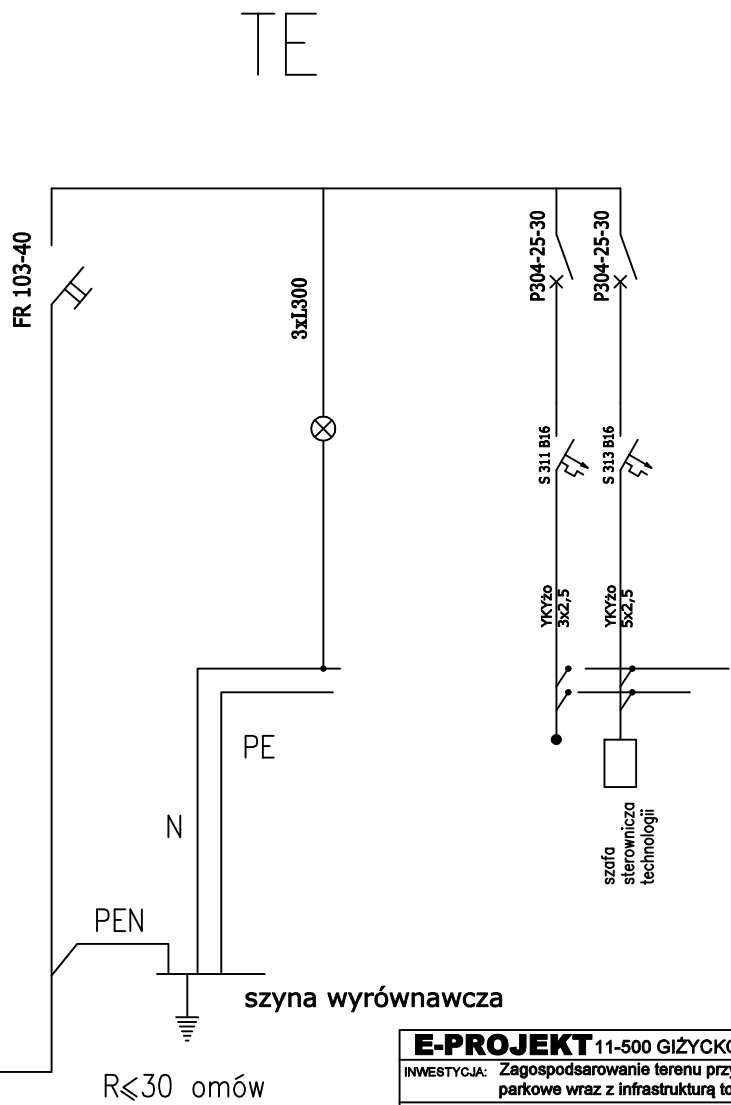 TE
FR 103-40
3xL300
P304-25-30
P304-25-30
S 311 B16
S 313 B16
YKYżo
3x2,5
YKYżo
5x2,5
PE
N
PEN
szafa
sterownicza
technologii
szyna wyrównawcza
R⩽30 omów
E-PROJEKT 11-500 GIŻYCKO
INWESTYCJA: Zagospodsarowanie terenu przy
parkowe wraz z infrastrukturą